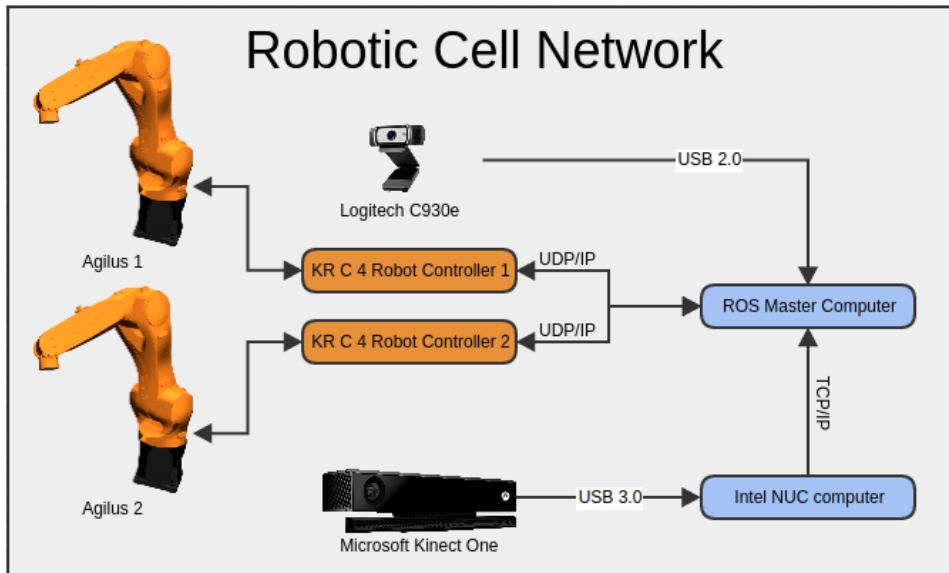 Robotic Cell Network
USB 2.0
Logitech C930e
Agilus 1
KR C 4 Robot Controller 1
UDP/IP
ROS Master Computer
KR C 4 Robot Controller 2
UDP/IP
TCP/IP
Agilus 2
USB 3.0
Intel NUC computer
Microsoft Kinect One